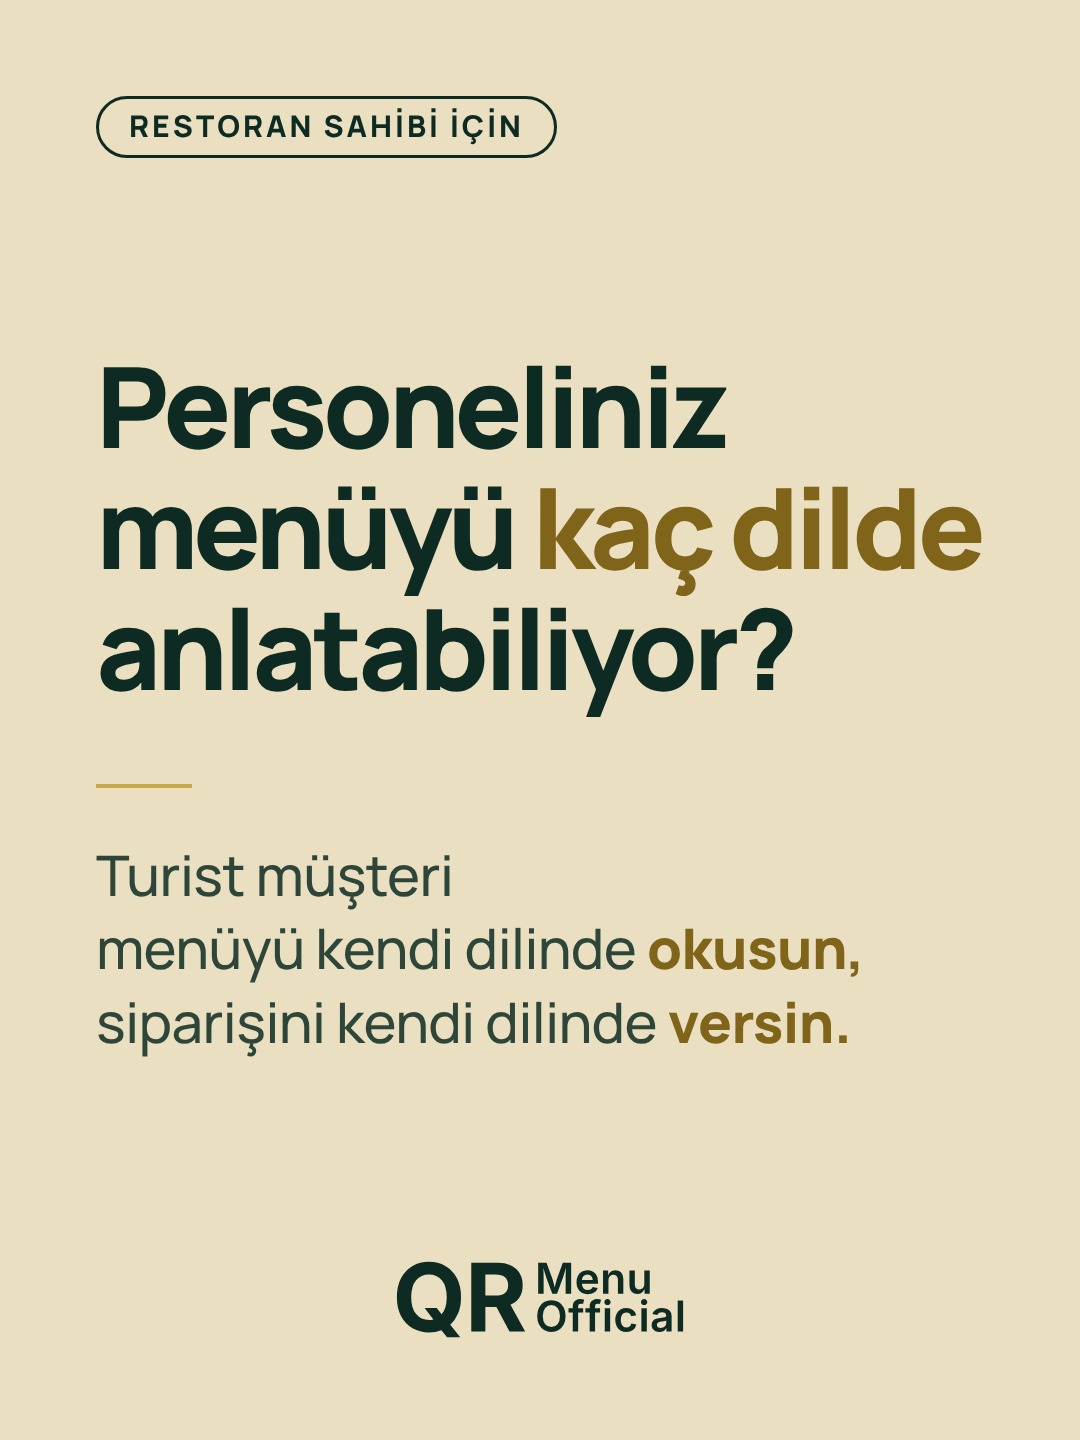 RESTORAN SAHİBİ İÇİN
Personeliniz
menüyü kaç dilde
anlatabiliyor?
Turist müşteri
menüyü kendi dilinde okusun,
siparişini kendi dilinde versin.
QR Menu
Official